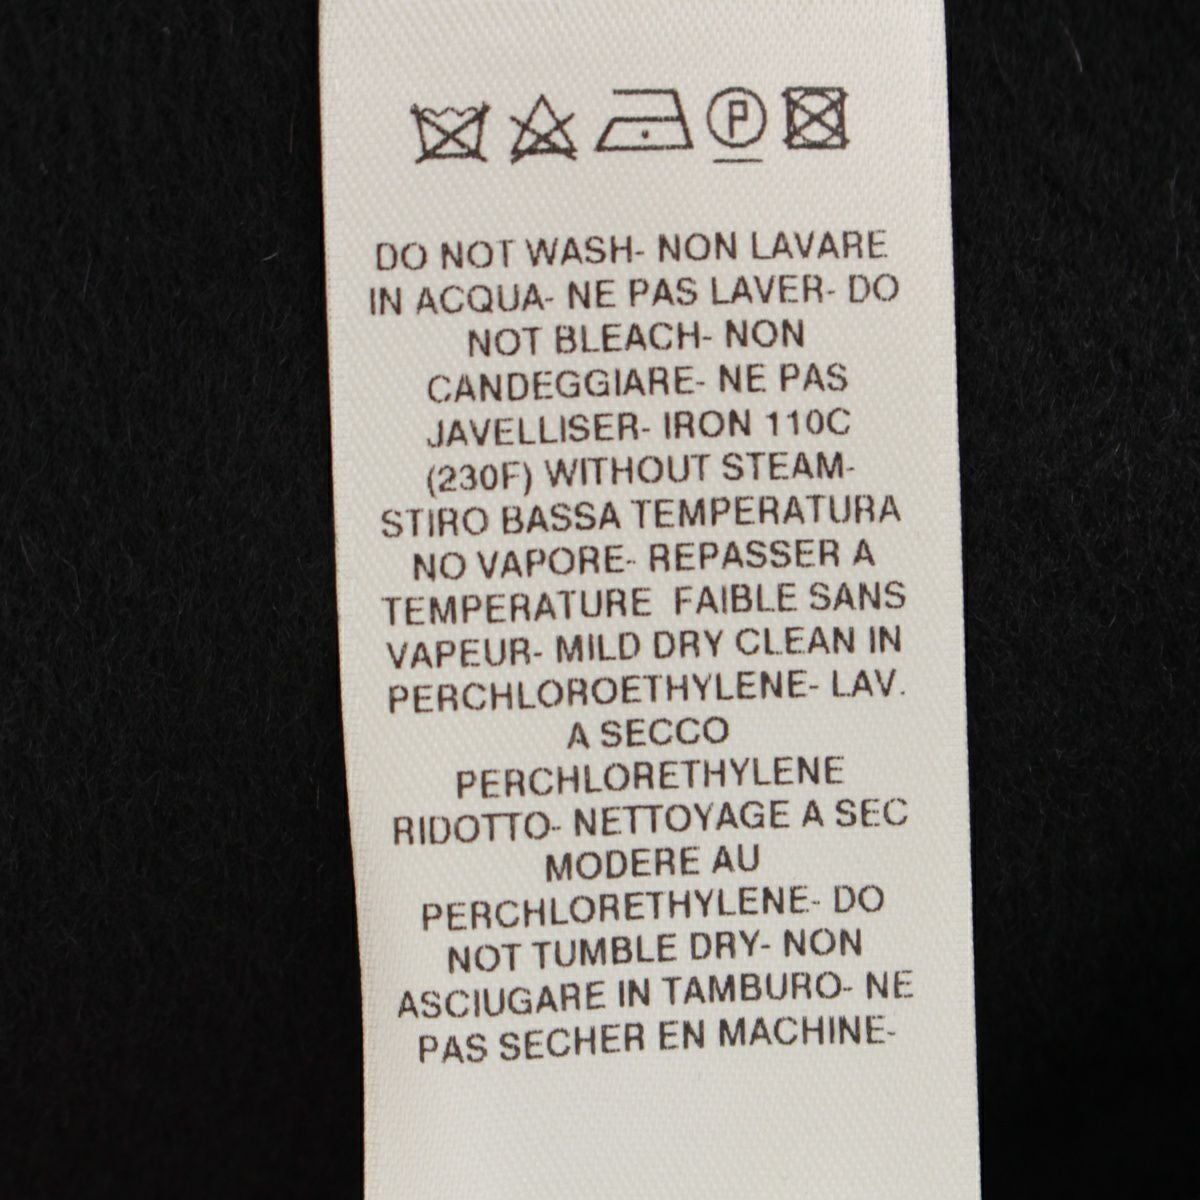 P
DO NOT WASH- NON LAVARE
IN ACQUA- NE PAS LAVER- DO
NOT BLEACH- NON
CANDEGGIARE- NE PAS
JAVELLISER- IRON 110C
(230F) WITHOUT STEAM-
STIRO BASSA TEMPERATURA
NO VAPORE- REPASSER A
TEMPERATURE FAIBLE SANS
VAPEUR- MILD DRY CLEAN IN
PERCHLOROETHYLENE- LAV.
A SECCO
PERCHLORETHYLENE
RIDOTTO- NETTOYAGE A SEC
MODERE AU
PERCHLORETHYLENE- DO
NOT TUMBLE DRY- NON
ASCIUGARE IN TAMBURO- NE
PAS SECHER EN MACHINE-